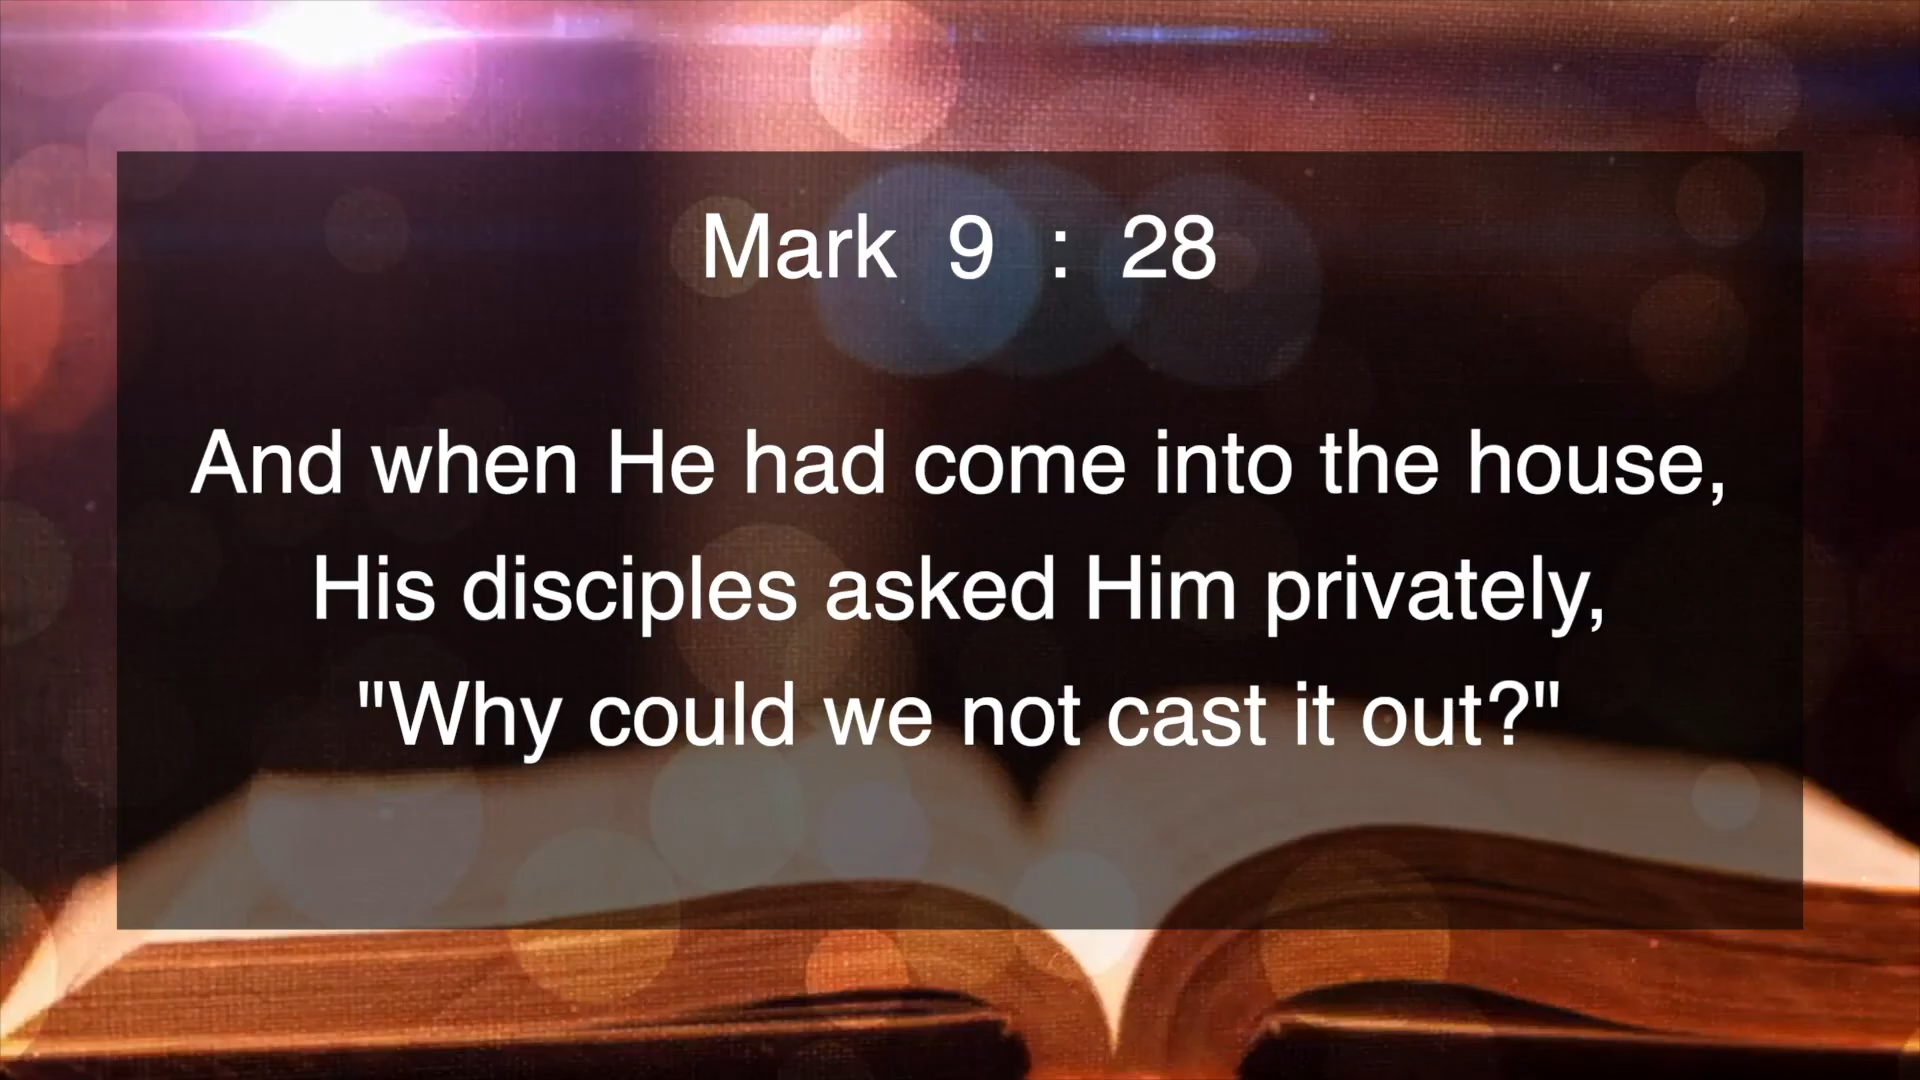 Mark 9 : 28
And when He had come into the house,
His disciples asked Him privately,
"Why could we not cast it out?"